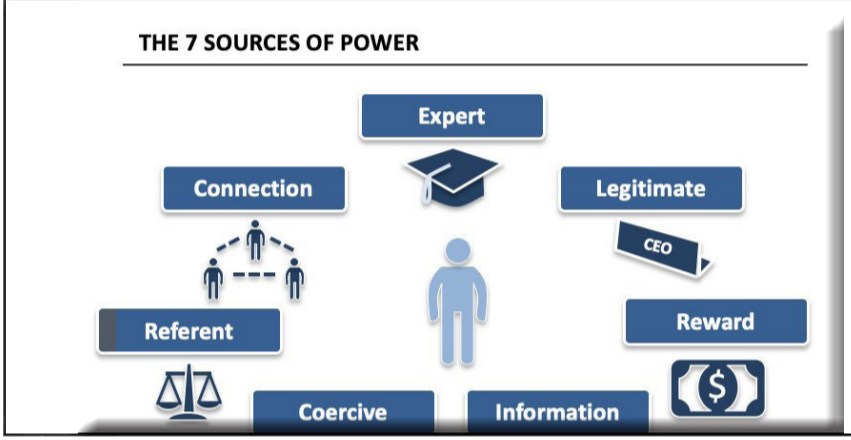 THE 7 SOURCES OF POWER
Expert
Connection
Legitimate
CEO
Referent
Reward
$
Coercive
Information